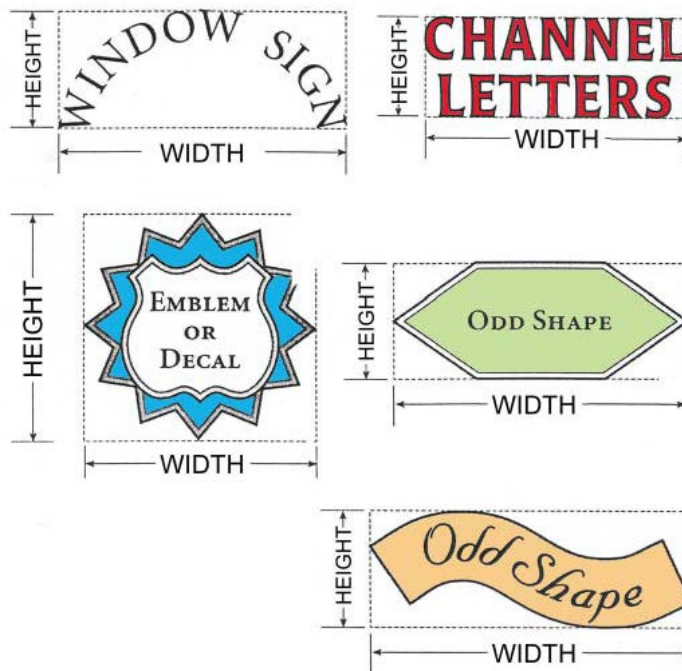 HEIGHT
WINDOW SIGN
WIDTH
HEIGHT
CHANNEL
LETTERS
WIDTH
HEIGHT
EMBLEM
OR
DECAL
WIDTH
HEIGHT
ODD SHAPE
WIDTH
HEIGHT
Odd Shape
WIDTH